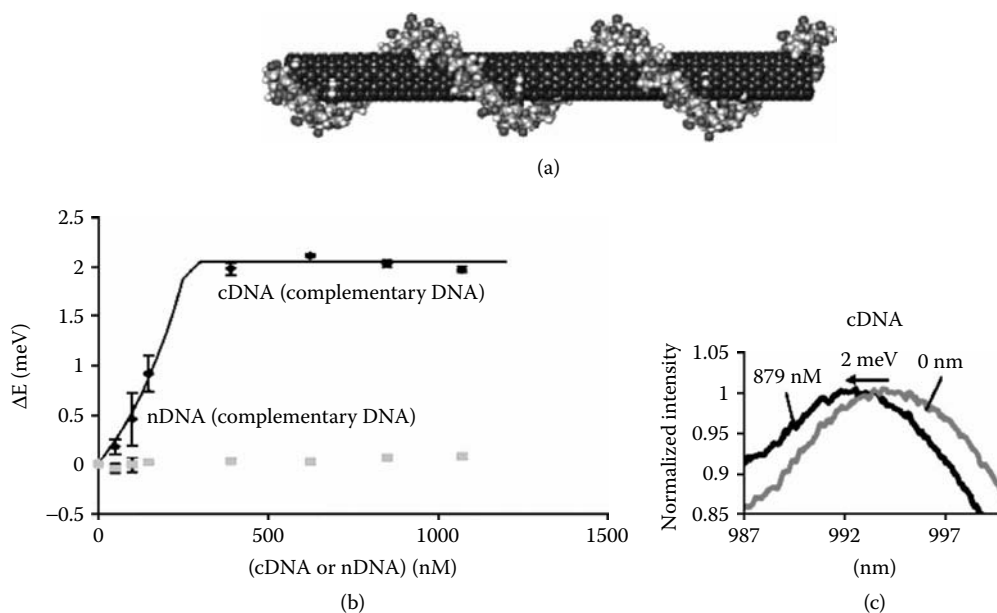 (a)
2.5
2
1.5
1
0.5
0
−0.5
ΔE (meV)
cDNA (complementary DNA)
nDNA (complementary DNA)
0
500
1000
1500
(cDNA or nDNA) (nM)
(b)
cDNA
1.05
1
0.95
0.9
0.85
Normalized intensity
879 nM
2 meV
0 nm
987
992
997
(nm)
(c)